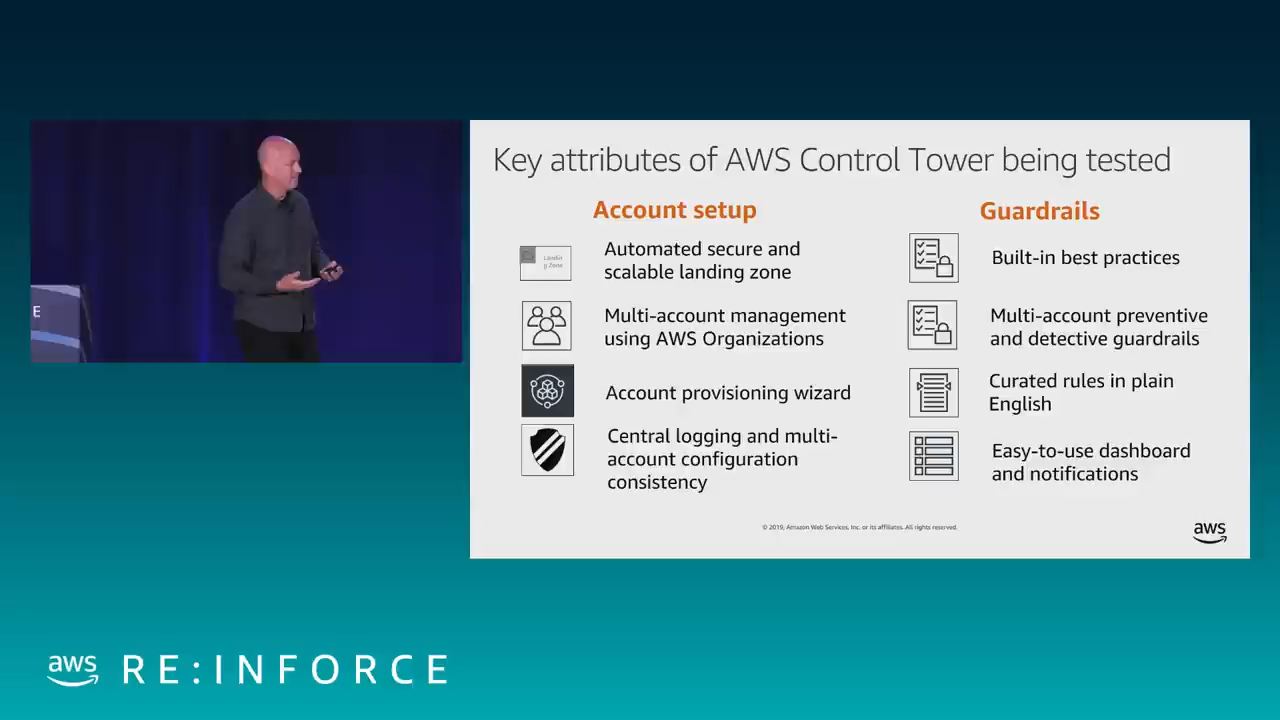 Key attributes of AWS Control Tower being tested
Account setup
Landin
g Zone
Automated secure and
scalable landing zone
Multi-account management
using AWS Organizations
Account provisioning wizard
Central logging and multi-
account configuration
consistency
Guardrails
Built-in best practices
Multi-account preventive
and detective guardrails
Curated rules in plain
English
Easy-to-use dashboard
and notifications
© 2019, Amazon Web Services, Inc. or its affiliates. All rights reserved.
aws
E
aws RE:INFORCE